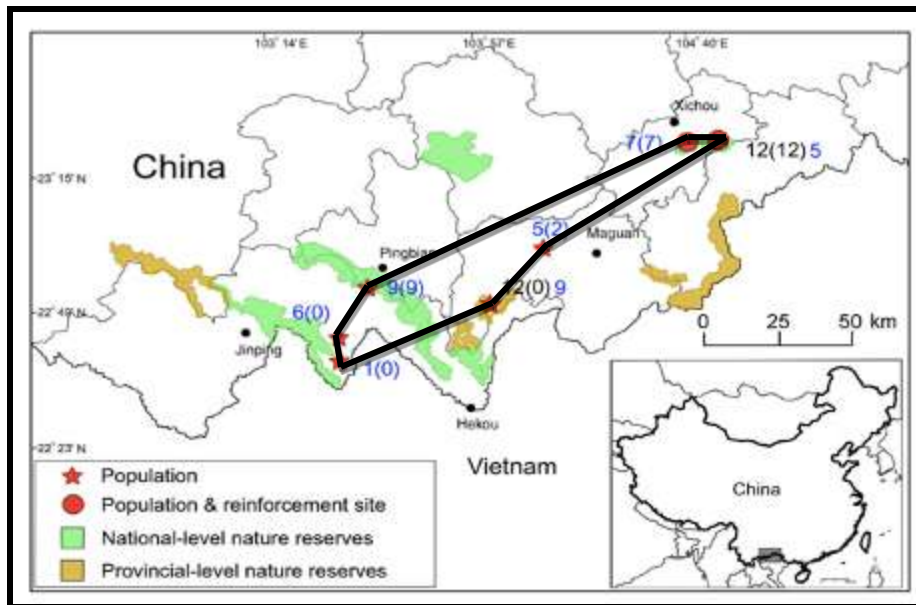 103° 14´ E
103° 57´ E
104° 40´ E
Xichou
7(7)
12(12) 5
China
23° 15´ N
5(2)
Maguan
Pingbian
9(9)
12(0) 9
6(0)
22° 49´ N
0 25 50 km
Jinping
1(0)
Hekou
22° 23´ N
Vietnam
Population
Population & reinforcement site
National-level nature reserves
Provincial-level nature reserves
China